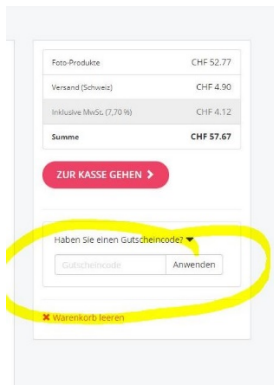 Foto-Produkte CHF 52.77
Versand (Schweiz) CHF 4.90
Inklusive MwSt. (7,70 %) CHF 4.12
Summe CHF 57.67
ZUR KASSE GEHEN
Haben Sie einen Gutscheincode?
Gutscheincode Anwenden
Warenkorb leeren